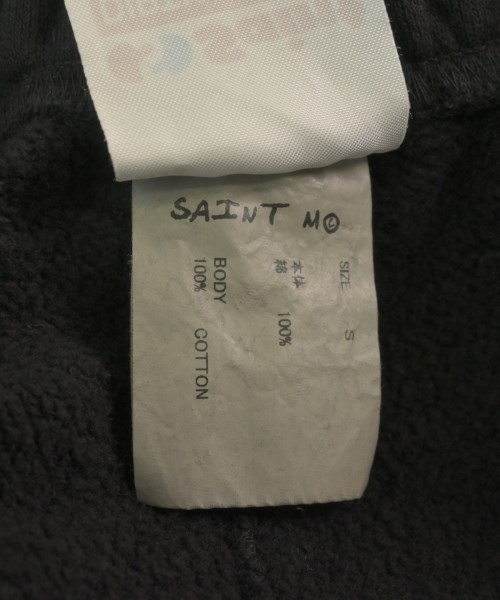 SAINT MO
SIZE S
本体
綿 100%
BODY
100% COTTON